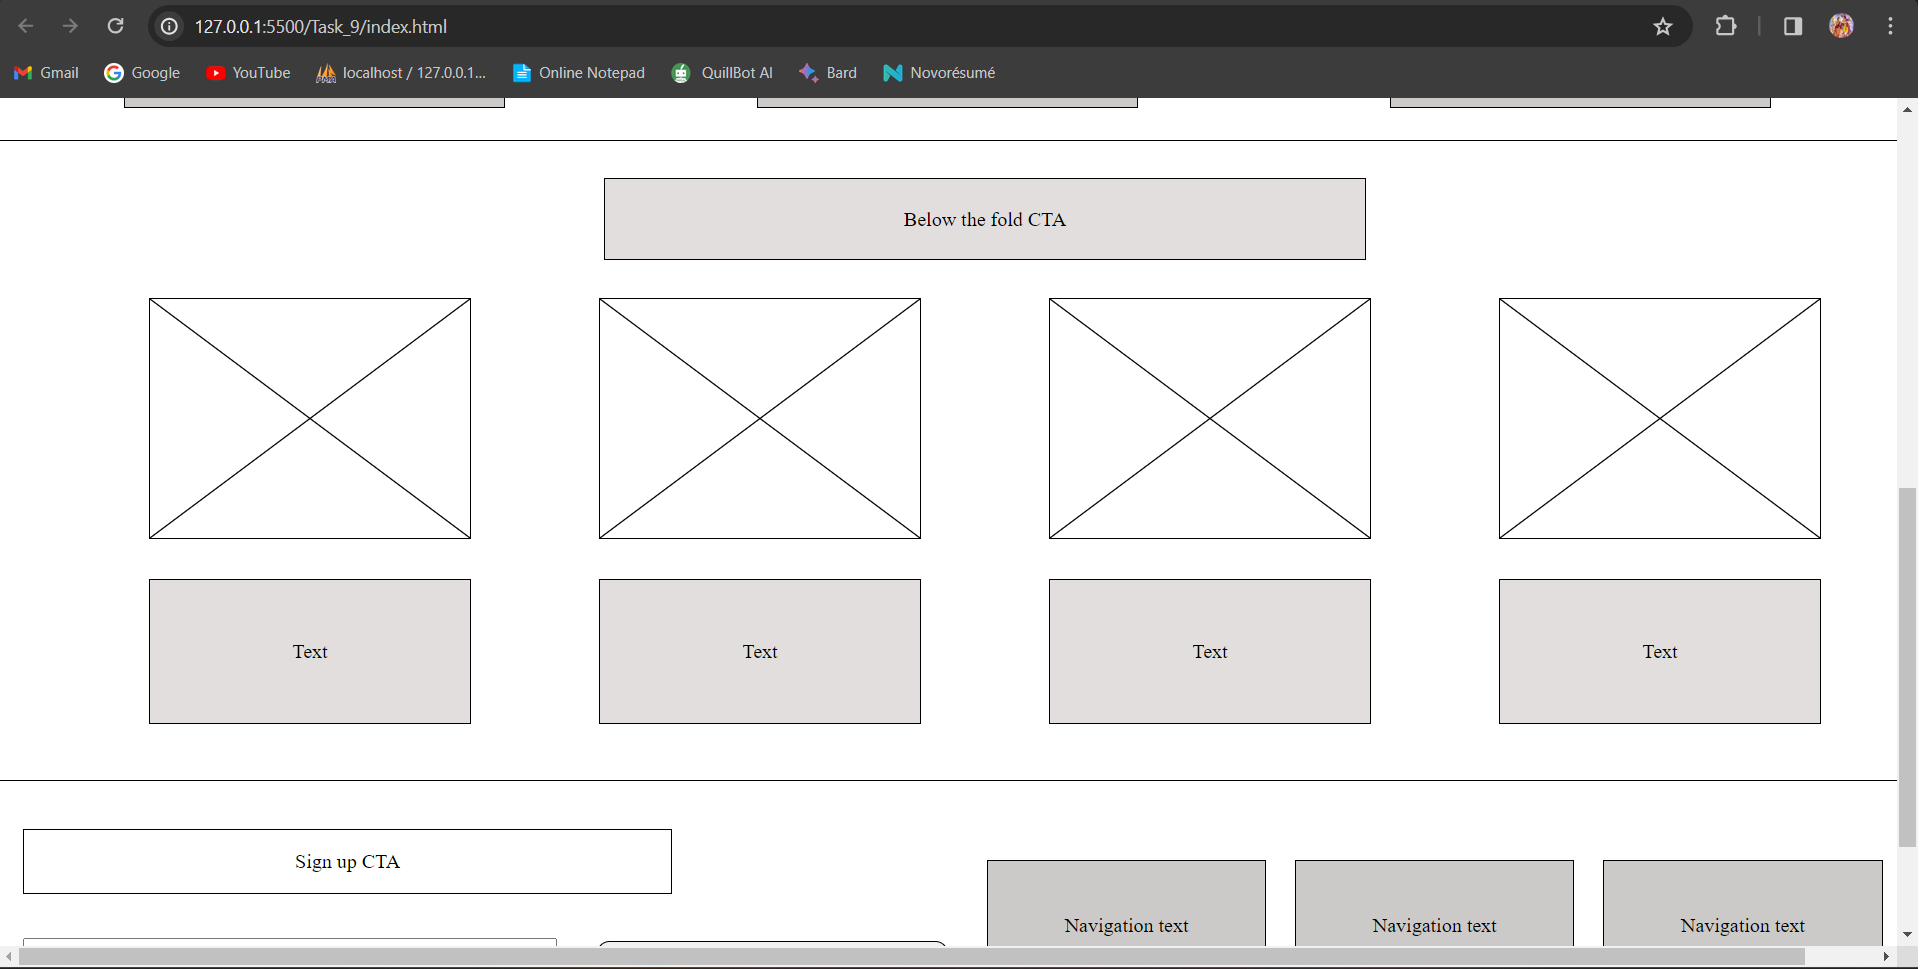 127.0.0.1:5500/Task_9/index.html
Gmail Google YouTube localhost / 127.0.0.1... Online Notepad QuillBot AI Bard Novorésumé
Below the fold CTA
Text Text Text Text
Sign up CTA
Navigation text Navigation text Navigation text